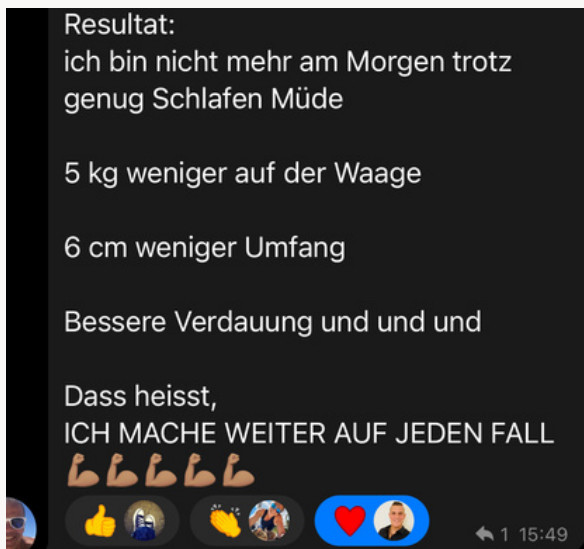 Resultat:
ich bin nicht mehr am Morgen trotz
genug Schlafen Müde
5 kg weniger auf der Waage
6 cm weniger Umfang
Bessere Verdauung und und und
Dass heisst,
ICH MACHE WEITER AUF JEDEN FALL
💪🏽💪🏽💪🏽💪🏽💪🏽
1 15:49